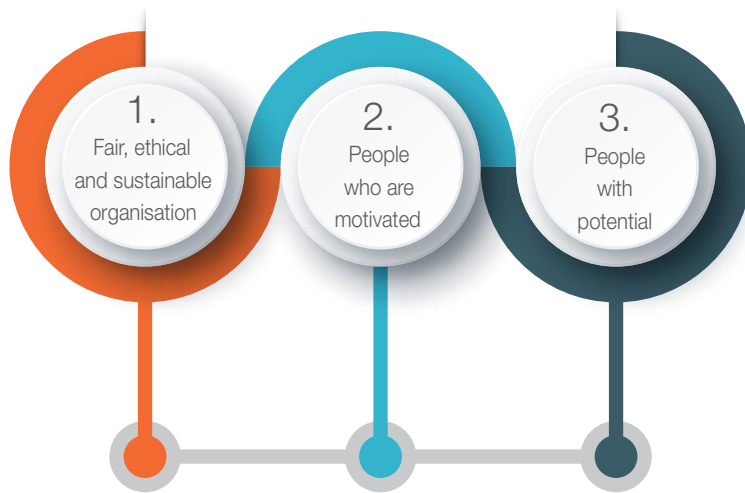 1.
Fair, ethical
and sustainable
organisation
2.
People
who are
motivated
3.
People
with
potential